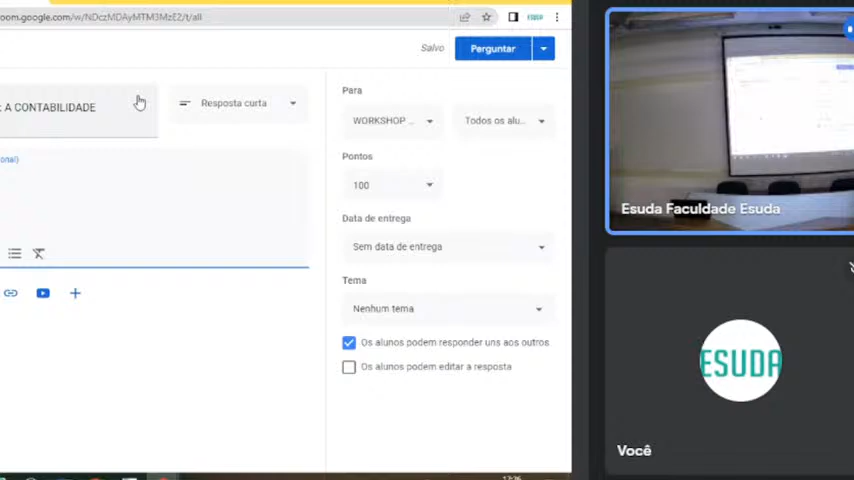 oom.google.com/w/NDczMDAyMTM3MzE2/t/all
ESUDA
Salvo
Perguntar
: A CONTABILIDADE
Resposta curta
onal)
Para
WORKSHOP ...
Todos os alu...
Pontos
100
Data de entrega
Sem data de entrega
Tema
Nenhum tema
Os alunos podem responder uns aos outros
Os alunos podem editar a resposta
Esuda Faculdade Esuda
ESUDA
Você